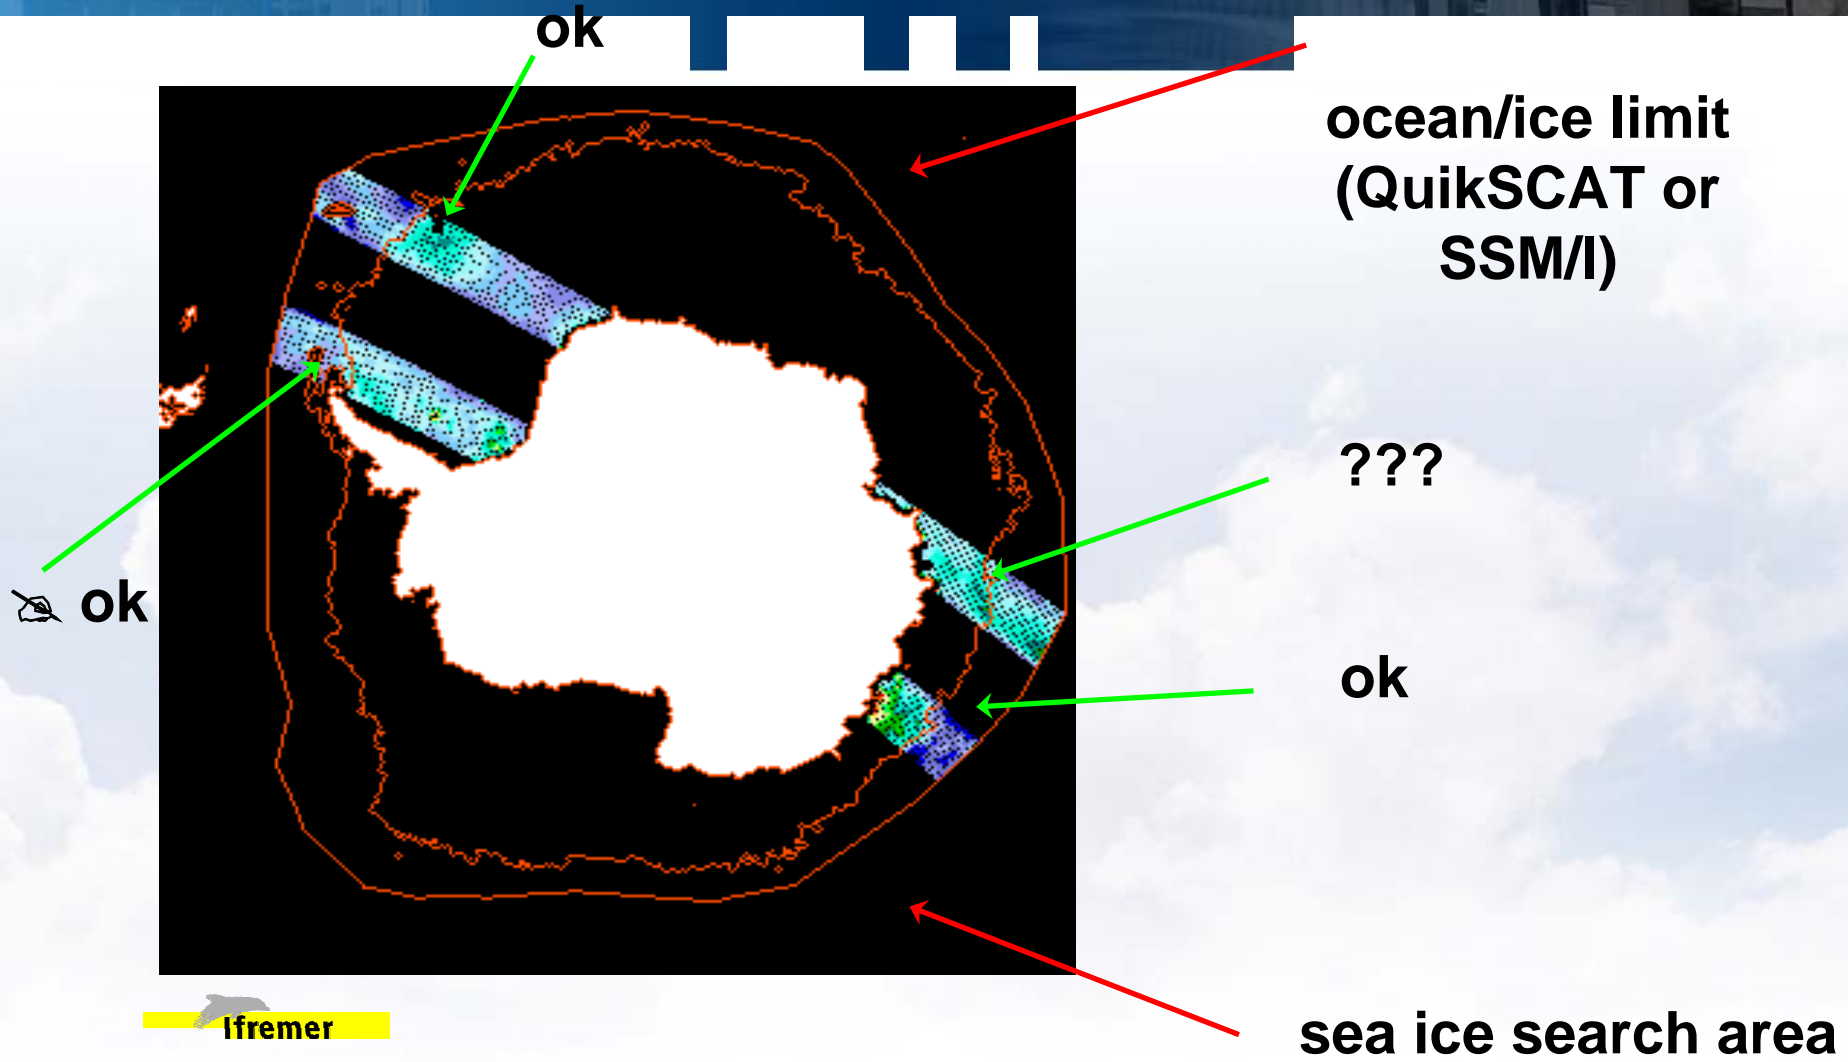 ok
ocean/ice limit
(QuikSCAT or
SSM/I)
???
ok
ok
Ifremer
sea ice search area